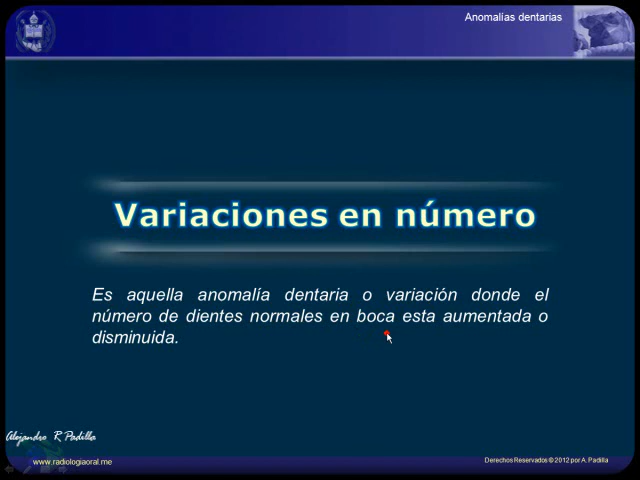 Anomalías dentarias
Variaciones en número
Es aquella anomalía dentaria o variación donde el
número de dientes normales en boca esta aumentada o
disminuida.
Alejandro R Padilla
www.radiologiaoral.me
Derechos Reservados © 2012 por A. Padilla